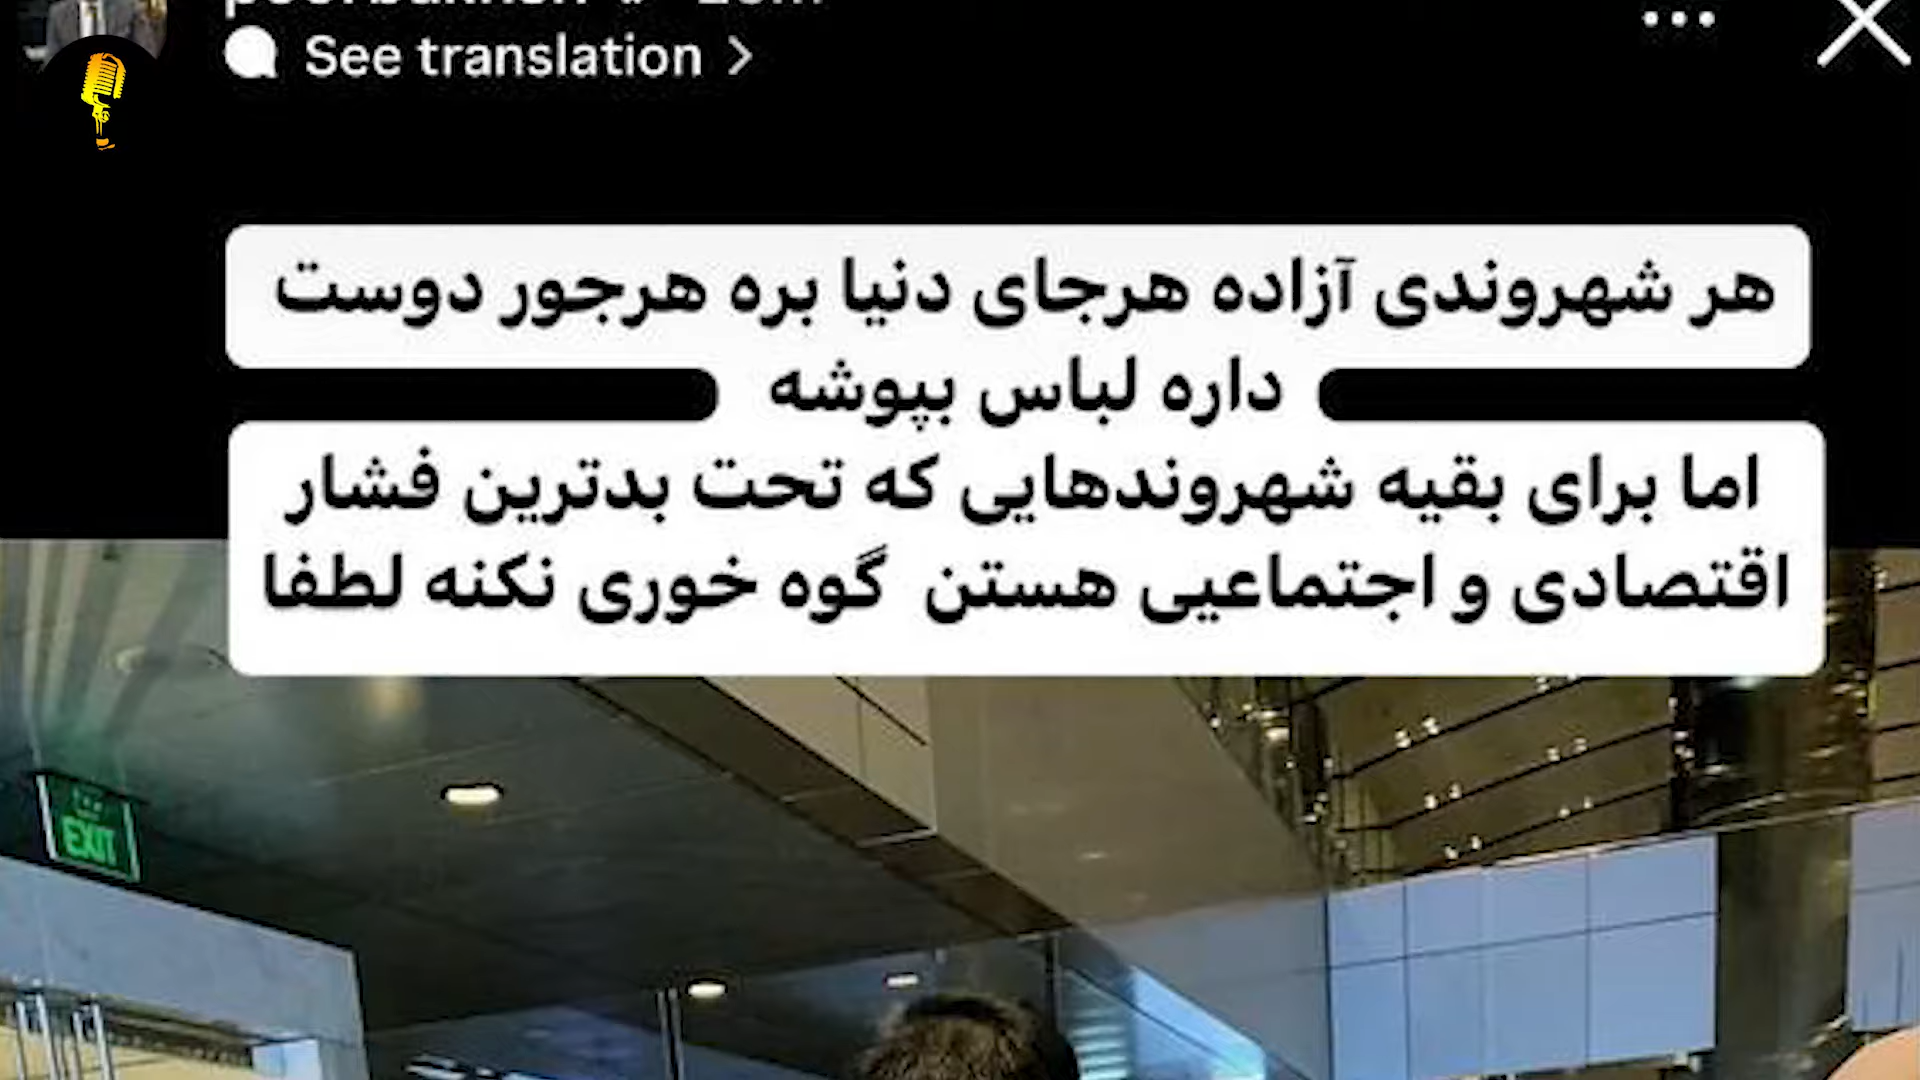 See translation >
هر شهروندی آزاده هرجای دنیا بره هرجور دوست
داره لباس بپوشه
اما برای بقیه شهروندهایی که تحت بدترین فشار
اقتصادی و اجتماعیی هستن گوه خوری نکنه لطفا
EXIT